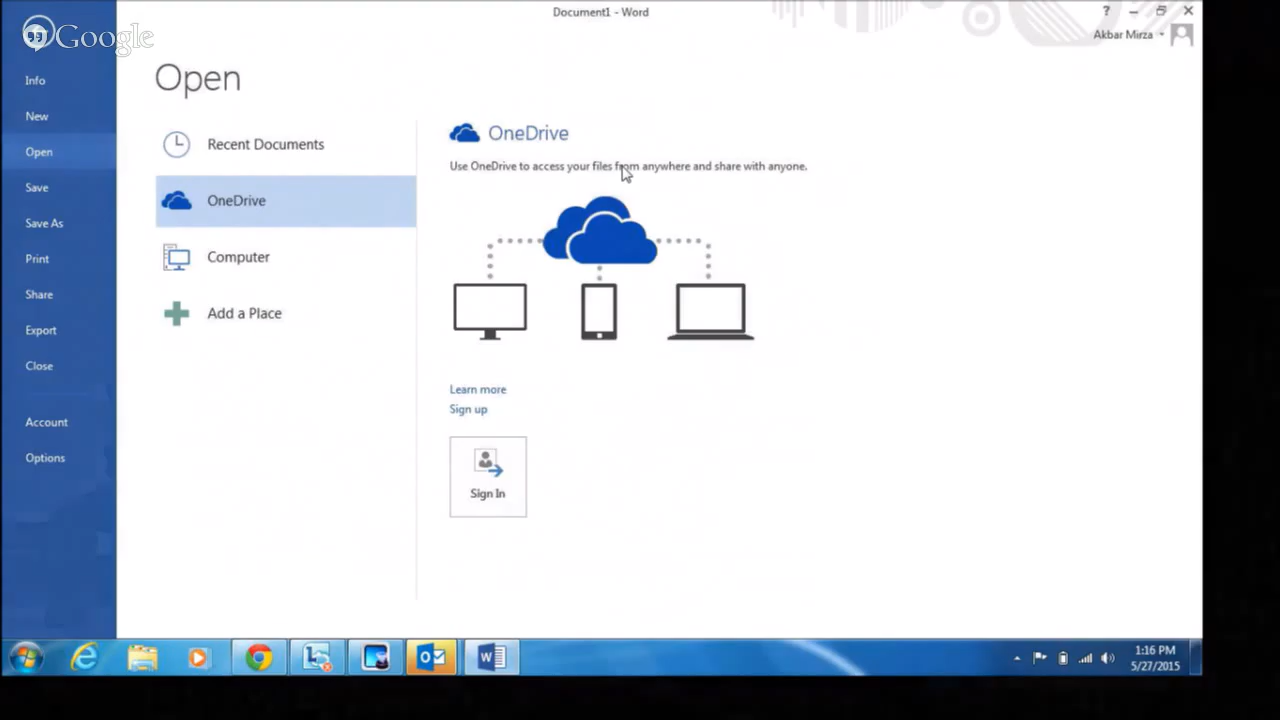 Document1 - Word
?
Google
Akbar Mirza
Info
New
Open
Save
Save As
Print
Share
Export
Close
Account
Options
Open
Recent Documents
OneDrive
Computer
Add a Place
OneDrive
Use OneDrive to access your files from anywhere and share with anyone.
Learn more
Sign up
Sign In
1:16 PM
5/27/2015